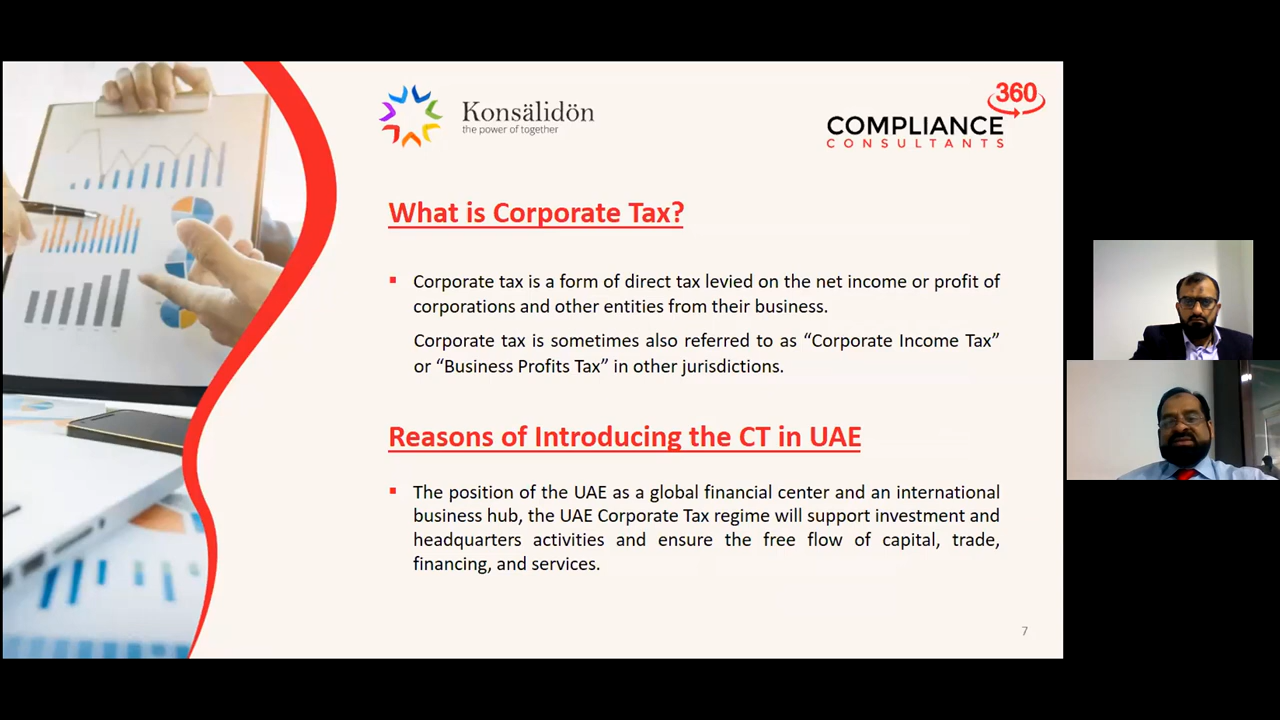 Konsälidön
the power of together
360
COMPLIANCE
CONSULTANTS
What is Corporate Tax?
▪ Corporate tax is a form of direct tax levied on the net income or profit of
corporations and other entities from their business.
Corporate tax is sometimes also referred to as “Corporate Income Tax”
or “Business Profits Tax” in other jurisdictions.
Reasons of Introducing the CT in UAE
▪ The position of the UAE as a global financial center and an international
business hub, the UAE Corporate Tax regime will support investment and
headquarters activities and ensure the free flow of capital, trade,
financing, and services.
7